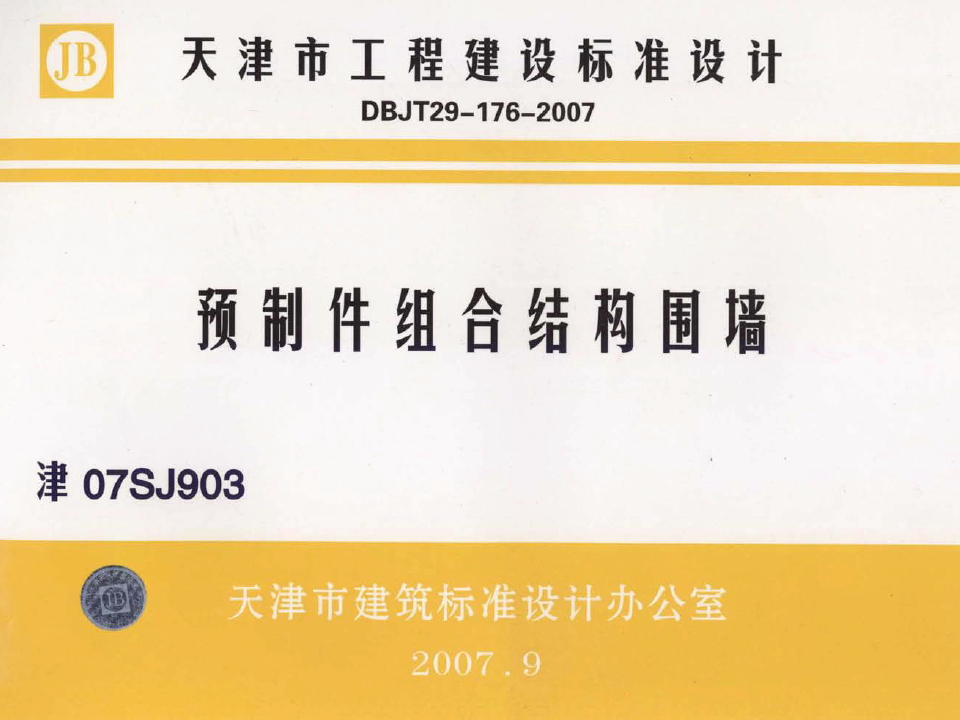 JB
天津市工程建设标准设计
DBJT29-176-2007
预制件组合结构围墙
津 07SJ903
JB
天津市建筑标准设计办公室
2007.9